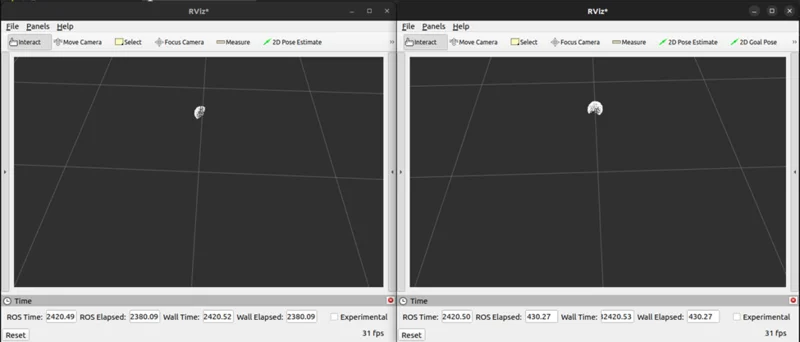 RViz*
File Panels Help
Interact Move Camera Select Focus Camera Measure 2D Pose Estimate »
Time
ROS Time: 2420.49 ROS Elapsed: 2380.09 Wall Time: 2420.52 Wall Elapsed: 2380.09 Experimental
Reset 31 fps
RViz*
File Panels Help
Interact Move Camera Select Focus Camera Measure 2D Pose Estimate 2D Goal Pose »
Time
ROS Time: 2420.50 ROS Elapsed: 430.27 Wall Time: 32420.53 Wall Elapsed: 430.27 Experimental
Reset 31 fps